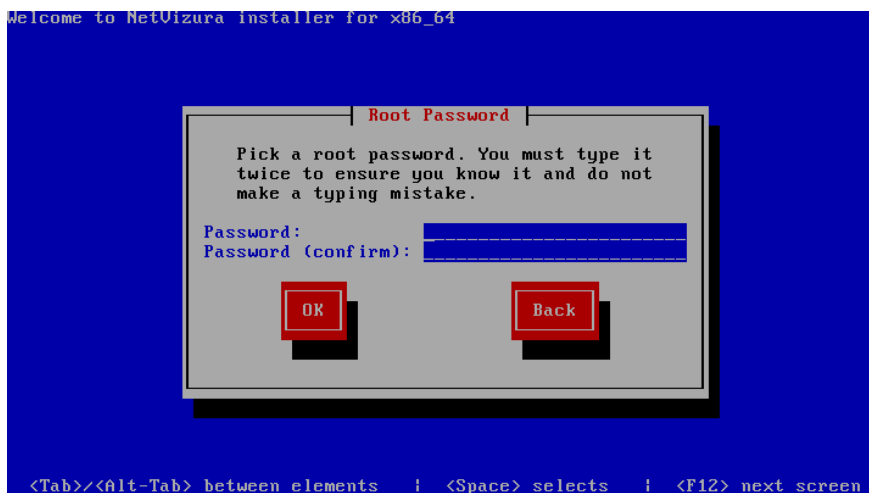 Welcome to NetVizura installer for x86_64
Root Password
Pick a root password. You must type it
twice to ensure you know it and do not
make a typing mistake.
Password:
Password (confirm):
OK Back
<Tab>/<Alt-Tab> between elements | <Space> selects | <F12> next screen